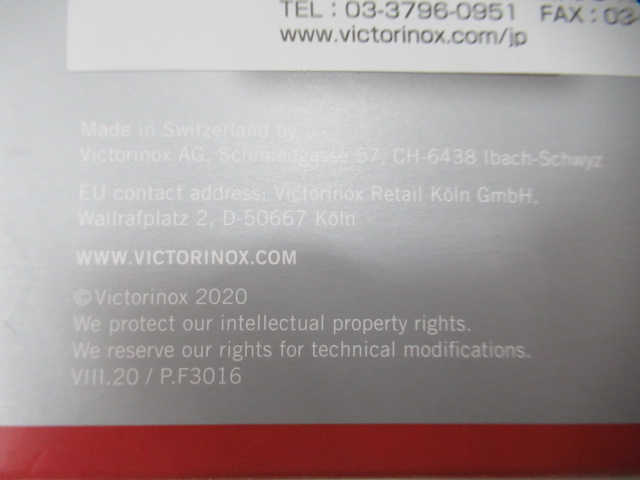 TEL : 03-3796-0951 FAX : 03-
www.victorinox.com/jp
Made in Switzerland by
Victorinox AG, Schmiedgasse 57, CH-6438 Ibach-Schwyz
EU contact address: Victorinox Retail Köln GmbH,
Wallrafplatz 2, D-50667 Köln
WWW.VICTORINOX.COM
© Victorinox 2020
We protect our intellectual property rights.
We reserve our rights for technical modifications.
VIII.20 / P.F3016